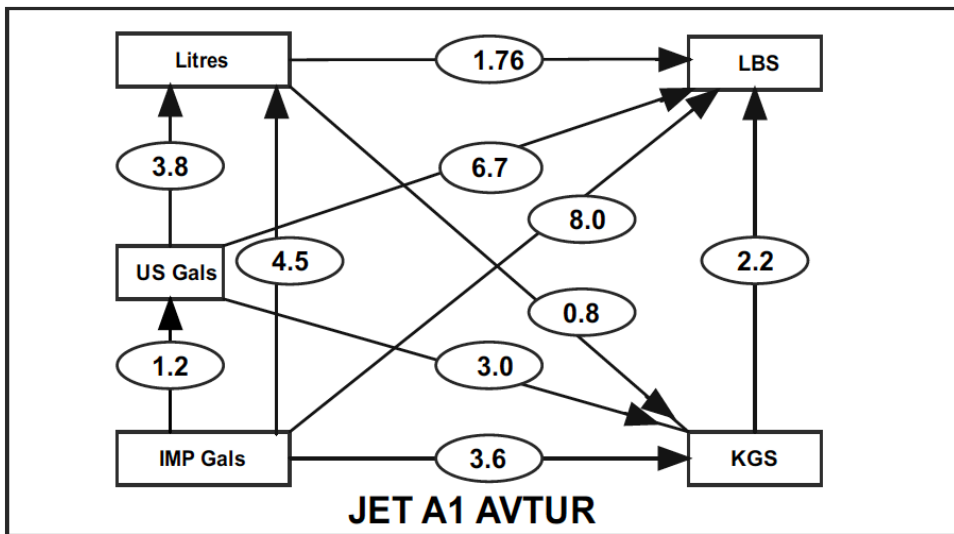 Litres
1.76
LBS
3.8
6.7
8.0
US Gals
4.5
2.2
0.8
1.2
3.0
IMP Gals
3.6
KGS
JET A1 AVTUR